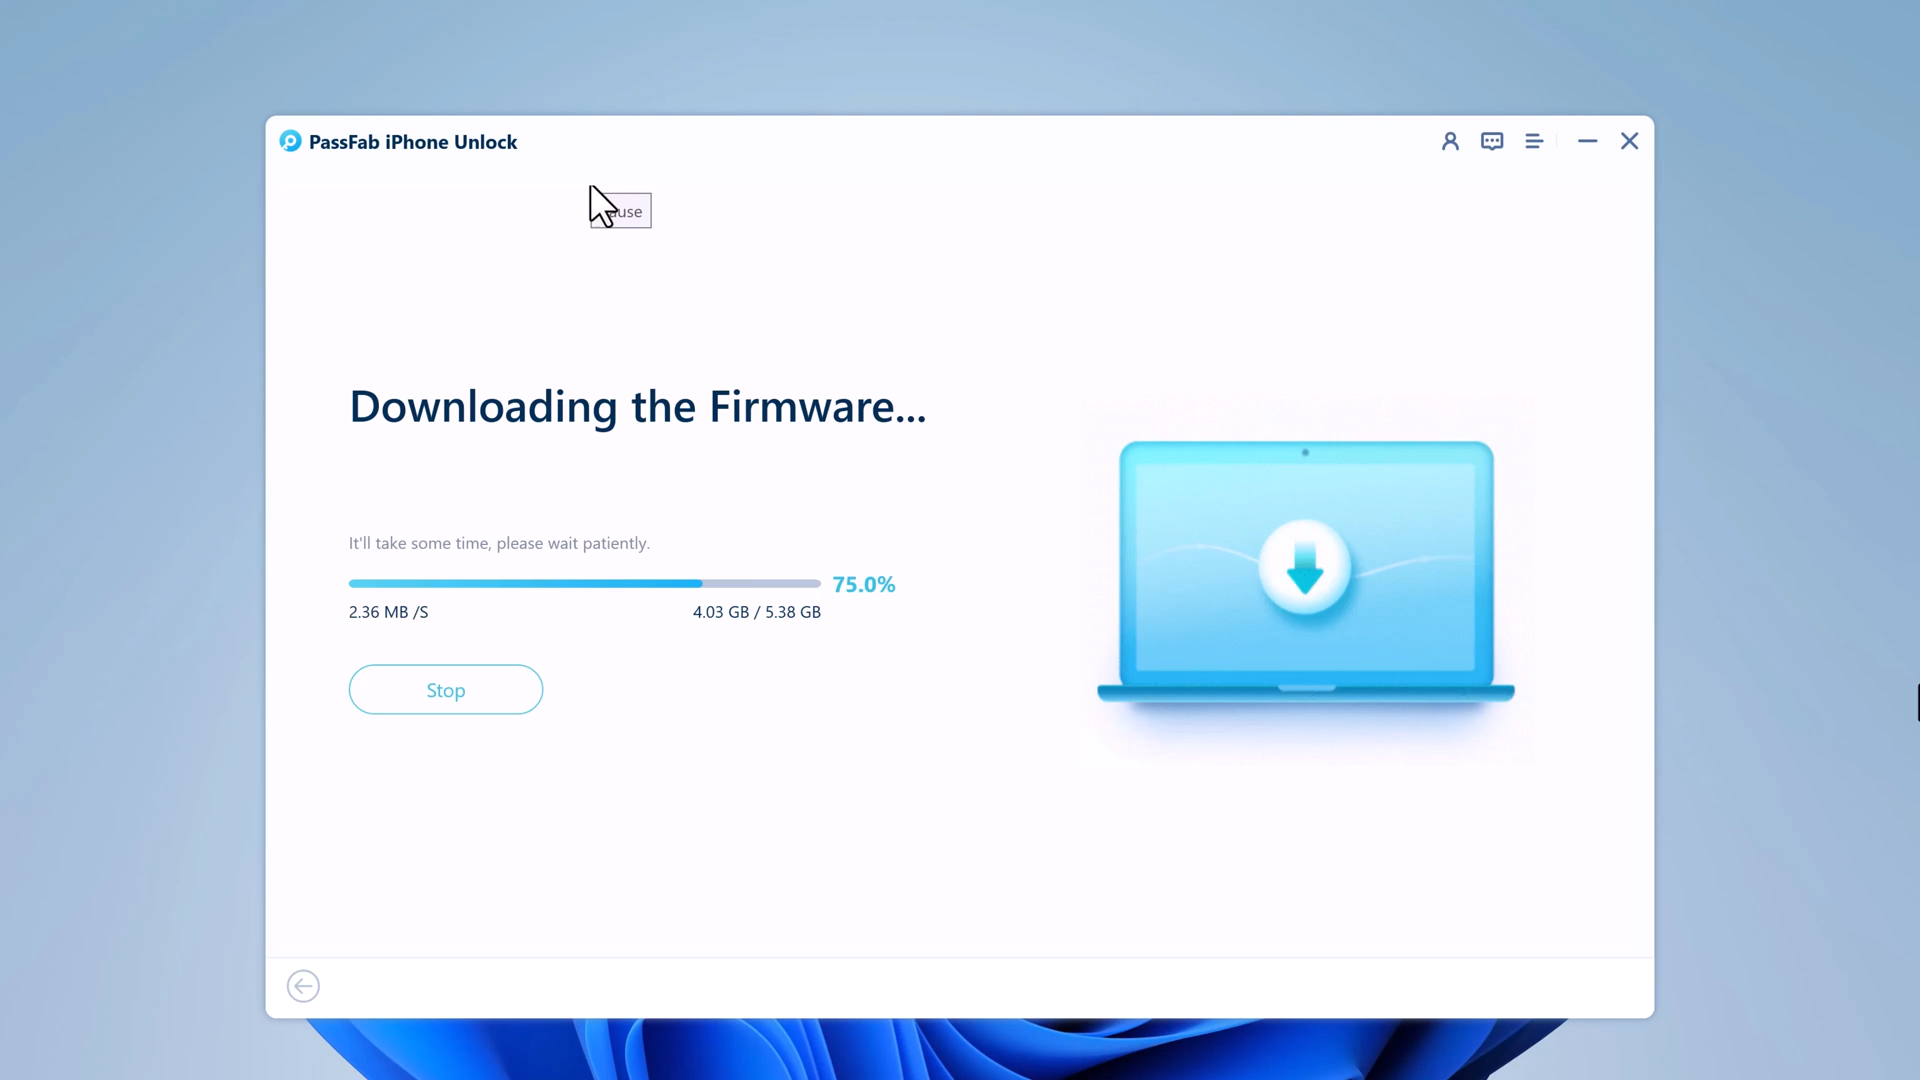 PassFab iPhone Unlock
Downloading the Firmware...
It'll take some time, please wait patiently.
75.0%
2.36 MB /S
4.03 GB / 5.38 GB
Stop